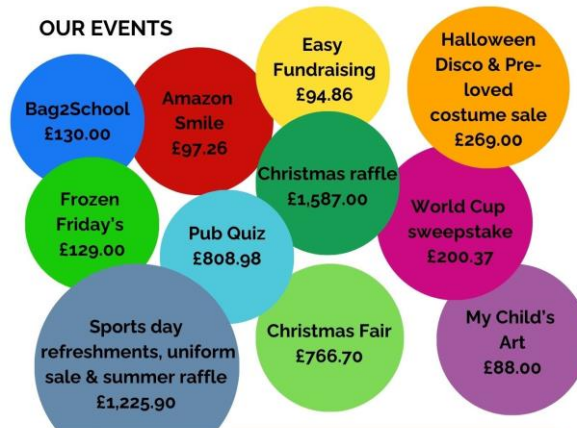 OUR EVENTS
Bag2School
£130.00
Amazon
Smile
£97.26
Easy
Fundraising
£94.86
Halloween
Disco & Pre-
loved
costume sale
£269.00
Frozen
Friday's
£129.00
Pub Quiz
£808.98
Christmas raffle
£1,587.00
World Cup
sweepstake
£200.37
Sports day
refreshments, uniform
sale & summer raffle
£1,225.90
Christmas Fair
£766.70
My Child's
Art
£88.00